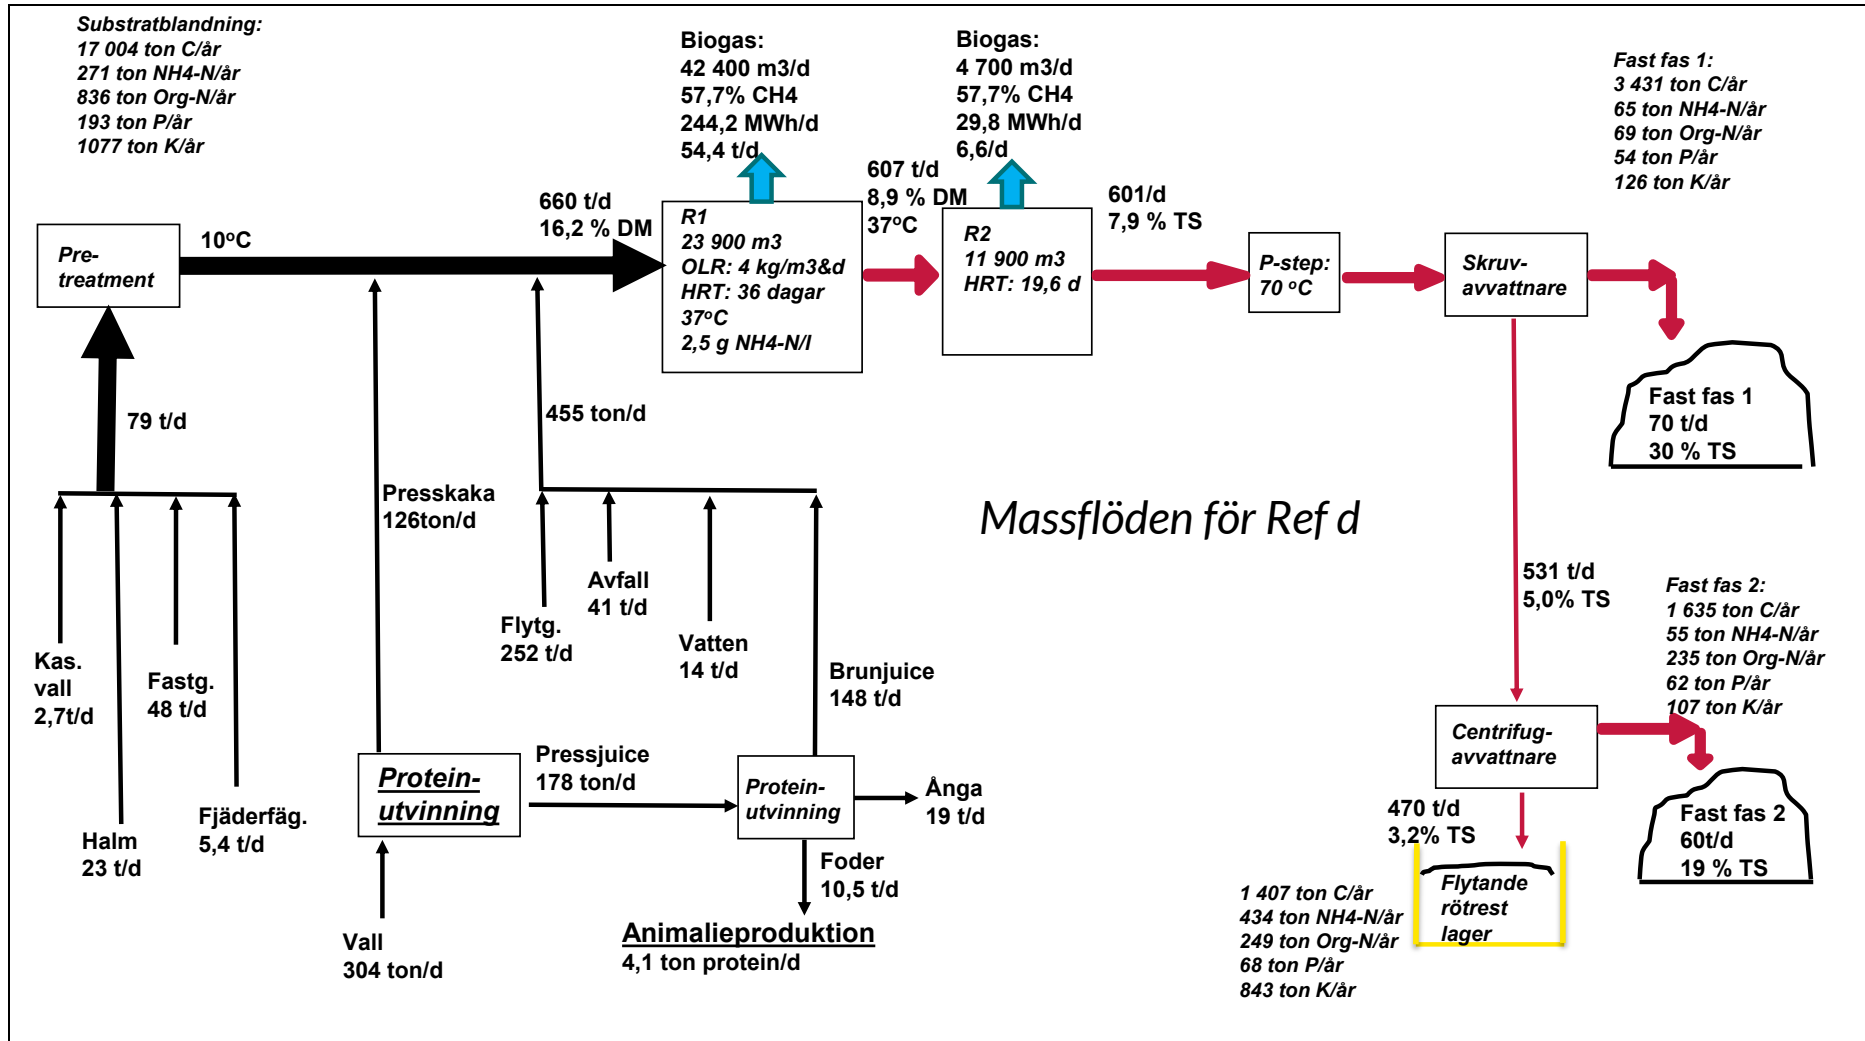 Substratblandning:
17 004 ton C/år
271 ton NH4-N/år
836 ton Org-N/år
193 ton P/år
1077 ton K/år
Biogas:
42 400 m3/d
57,7% CH4
244,2 MWh/d
54,4 t/d
Biogas:
4 700 m3/d
57,7% CH4
29,8 MWh/d
6,6/d
Fast fas 1:
3 431 ton C/år
65 ton NH4-N/år
69 ton Org-N/år
54 ton P/år
126 ton K/år
Pre-
treatment
10°C
660 t/d
16,2 % DM
R1
23 900 m3
OLR: 4 kg/m3&d
HRT: 36 dagar
37°C
2,5 g NH4-N/l
607 t/d
8,9 % DM
37°C
R2
11 900 m3
HRT: 19,6 d
601/d
7,9 % TS
P-step:
70 °C
Skruv-
avvattnare
Fast fas 1
70 t/d
30 % TS
79 t/d
455 ton/d
Presskaka
126ton/d
Massflöden för Ref d
Kas.
vall
2,7t/d
Halm
23 t/d
Fastg.
48 t/d
Fjäderfäg.
5,4 t/d
Flytg.
252 t/d
Avfall
41 t/d
Vatten
14 t/d
Brunjuice
148 t/d
531 t/d
5,0% TS
Fast fas 2:
1 635 ton C/år
55 ton NH4-N/år
235 ton Org-N/år
62 ton P/år
107 ton K/år
Protein-
utvinning
Pressjuice
178 ton/d
Protein-
utvinning
Ånga
19 t/d
Centrifug-
avvattnare
Fast fas 2
60t/d
19 % TS
470 t/d
3,2% TS
Vall
304 ton/d
Foder
10,5 t/d
Animalieproduktion
4,1 ton protein/d
1 407 ton C/år
434 ton NH4-N/år
249 ton Org-N/år
68 ton P/år
843 ton K/år
Flytande
rötrest
lager